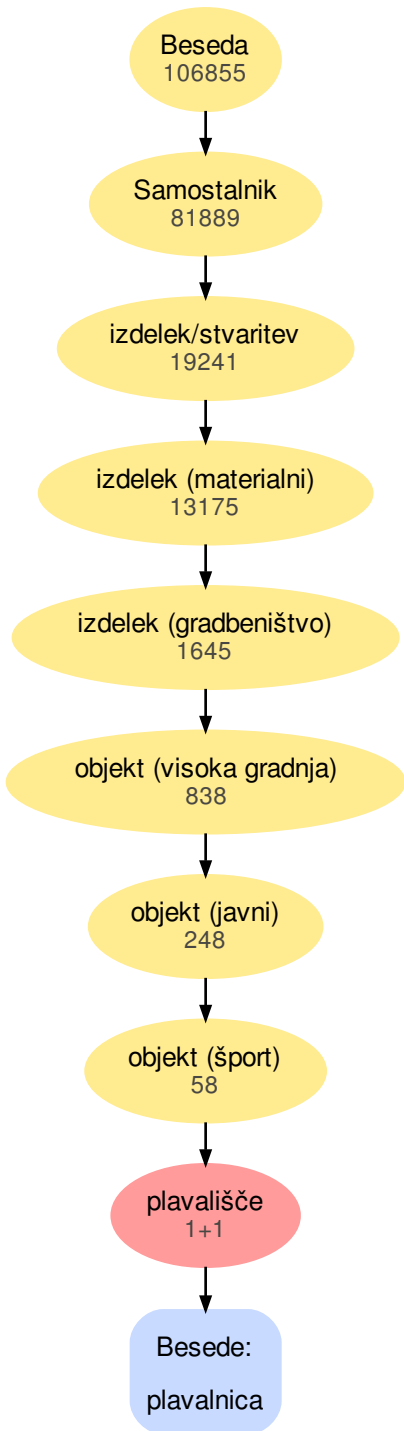 Beseda
106855
Samostalnik
81889
izdelek/stvaritev
19241
izdelek (materialni)
13175
izdelek (gradbeništvo)
1645
objekt (visoka gradnja)
838
objekt (javni)
248
objekt (šport)
58
plavališče
1+1
Besede:
plavalnica